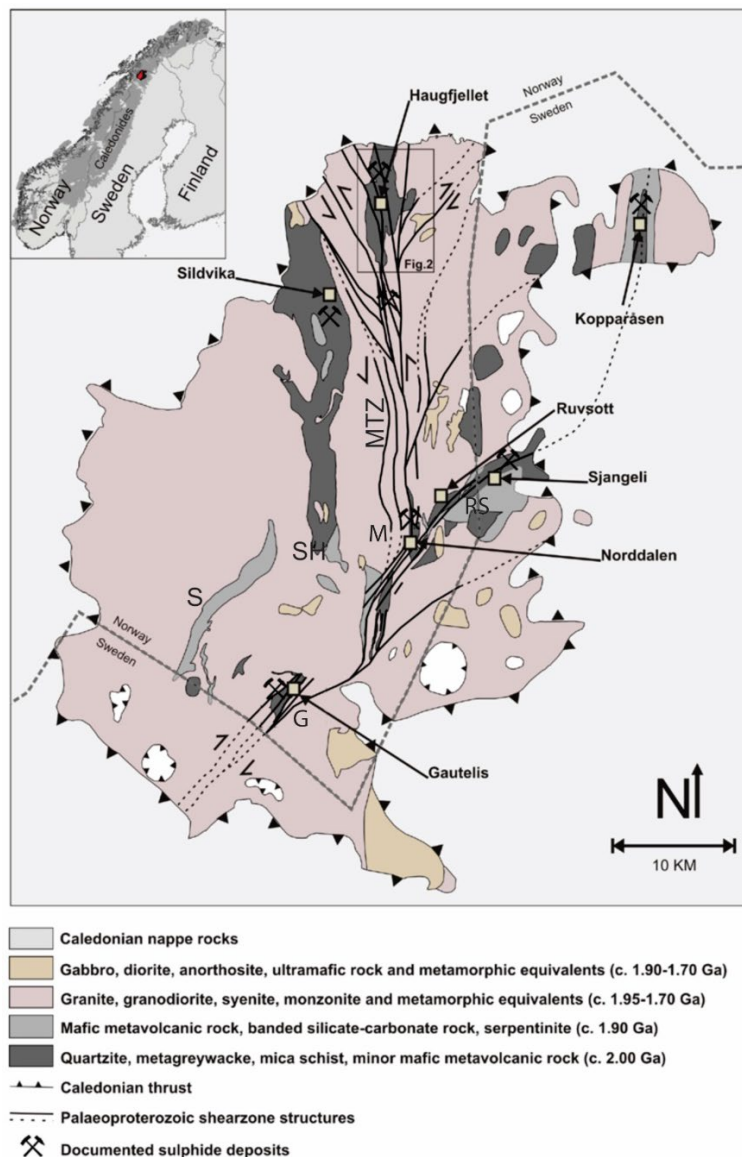 Norway
Sweden
Finland
Caledonides
Haugfjellet
Norway
Sweden
Fig.2
Sildvika
Kopparåsen
MTZ
Ruvsott
Sjangeli
RS
M
SH
Norddalen
S
Norway
Sweden
G
Gautelis
N
10 KM
Caledonian nappe rocks
Gabbro, diorite, anorthosite, ultramafic rock and metamorphic equivalents (c. 1.90-1.70 Ga)
Granite, granodiorite, syenite, monzonite and metamorphic equivalents (c. 1.95-1.70 Ga)
Mafic metavolcanic rock, banded silicate-carbonate rock, serpentinite (c. 1.90 Ga)
Quartzite, metagreywacke, mica schist, minor mafic metavolcanic rock (c. 2.00 Ga)
Caledonian thrust
Palaeoproterozoic shearzone structures
Documented sulphide deposits